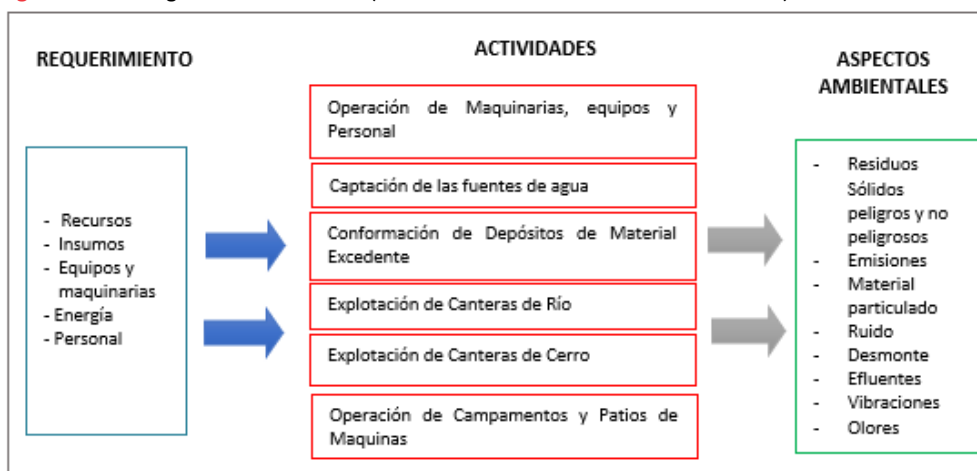 REQUERIMIENTO
- Recursos
- Insumos
- Equipos y
maquinarias
- Energía
- Personal
ACTIVIDADES
Operación de Maquinarias, equipos y
Personal
Captación de las fuentes de agua
Conformación de Depósitos de Material
Excedente
Explotación de Canteras de Río
Explotación de Canteras de Cerro
Operación de Campamentos y Patios de
Maquinas
ASPECTOS
AMBIENTALES
- Residuos
Sólidos
peligros y no
peligrosos
- Emisiones
- Material
particulado
- Ruido
- Desmonte
- Efluentes
- Vibraciones
- Olores